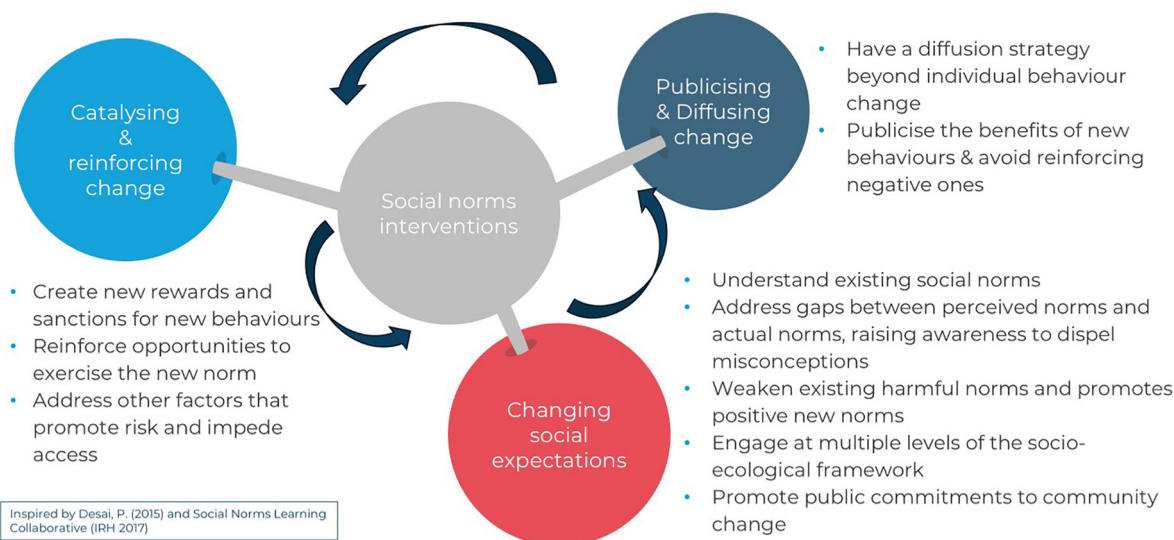 Catalysing
&
reinforcing
change
Social norms
interventions
Publicising
& Diffusing
change
• Have a diffusion strategy
beyond individual behaviour
change
• Publicise the benefits of new
behaviours & avoid reinforcing
negative ones
• Create new rewards and
sanctions for new behaviours
• Reinforce opportunities to
exercise the new norm
• Address other factors that
promote risk and impede
access
Changing
social
expectations
• Understand existing social norms
• Address gaps between perceived norms and
actual norms, raising awareness to dispel
misconceptions
• Weaken existing harmful norms and promotes
positive new norms
• Engage at multiple levels of the socio-
ecological framework
• Promote public commitments to community
change
Inspired by Desai, P. (2015) and Social Norms Learning
Collaborative (IRH 2017)